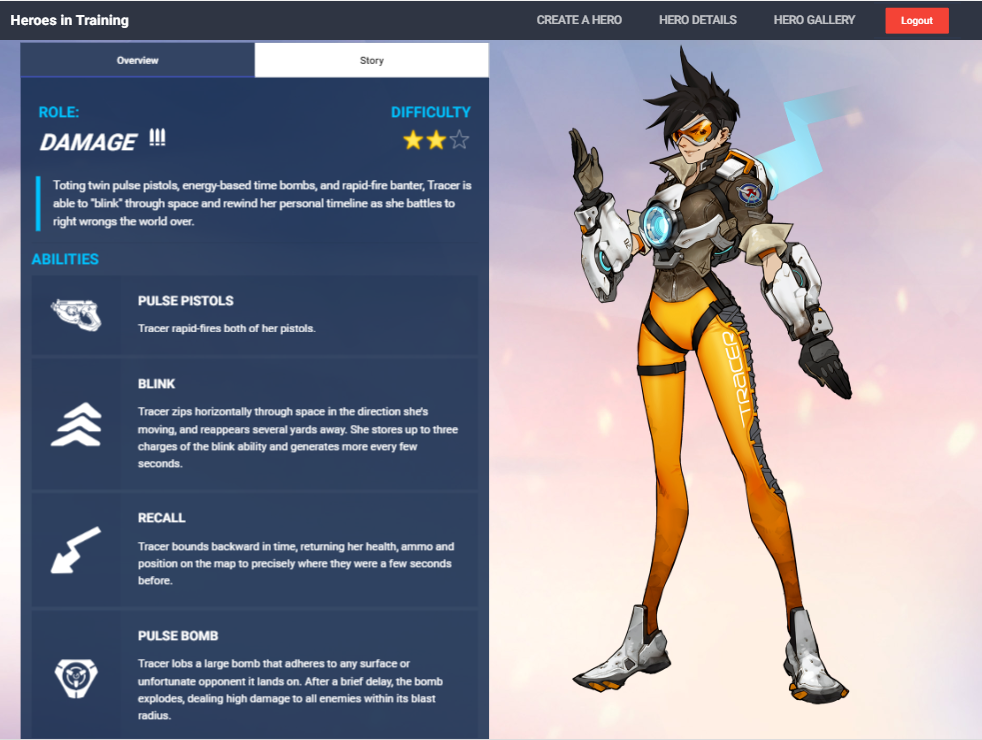 Heroes in Training
CREATE A HERO
HERO DETAILS
HERO GALLERY
Logout
Overview
Story
ROLE:
DIFFICULTY
DAMAGE
Toting twin pulse pistols, energy-based time bombs, and rapid-fire banter, Tracer is
able to "blink" through space and rewind her personal timeline as she battles to
right wrongs the world over.
ABILITIES
PULSE PISTOLS
Tracer rapid-fires both of her pistols.
BLINK
Tracer zips horizontally through space in the direction she's
moving, and reappears several yards away. She stores up to three
charges of the blink ability and generates more every few
seconds.
RECALL
Tracer bounds backward in time, returning her health, ammo and
position on the map to precisely where they were a few seconds
before.
PULSE BOMB
Tracer lobs a large bomb that adheres to any surface or
unfortunate opponent it lands on. After a brief delay, the bomb
explodes, dealing high damage to all enemies within its blast
radius.
TRACER